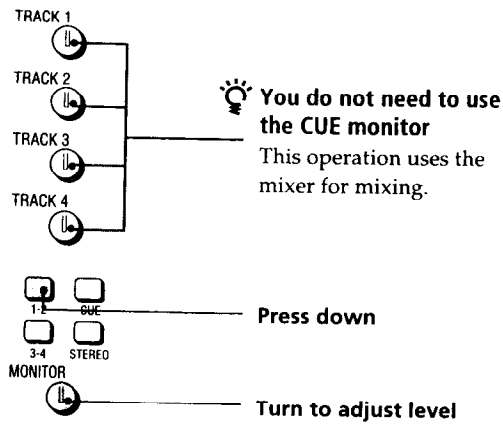 TRACK 1
TRACK 2
TRACK 3
TRACK 4
You do not need to use
the CUE monitor
This operation uses the
mixer for mixing.
1-2 CUE
3-4 STEREO
MONITOR
Press down
Turn to adjust level